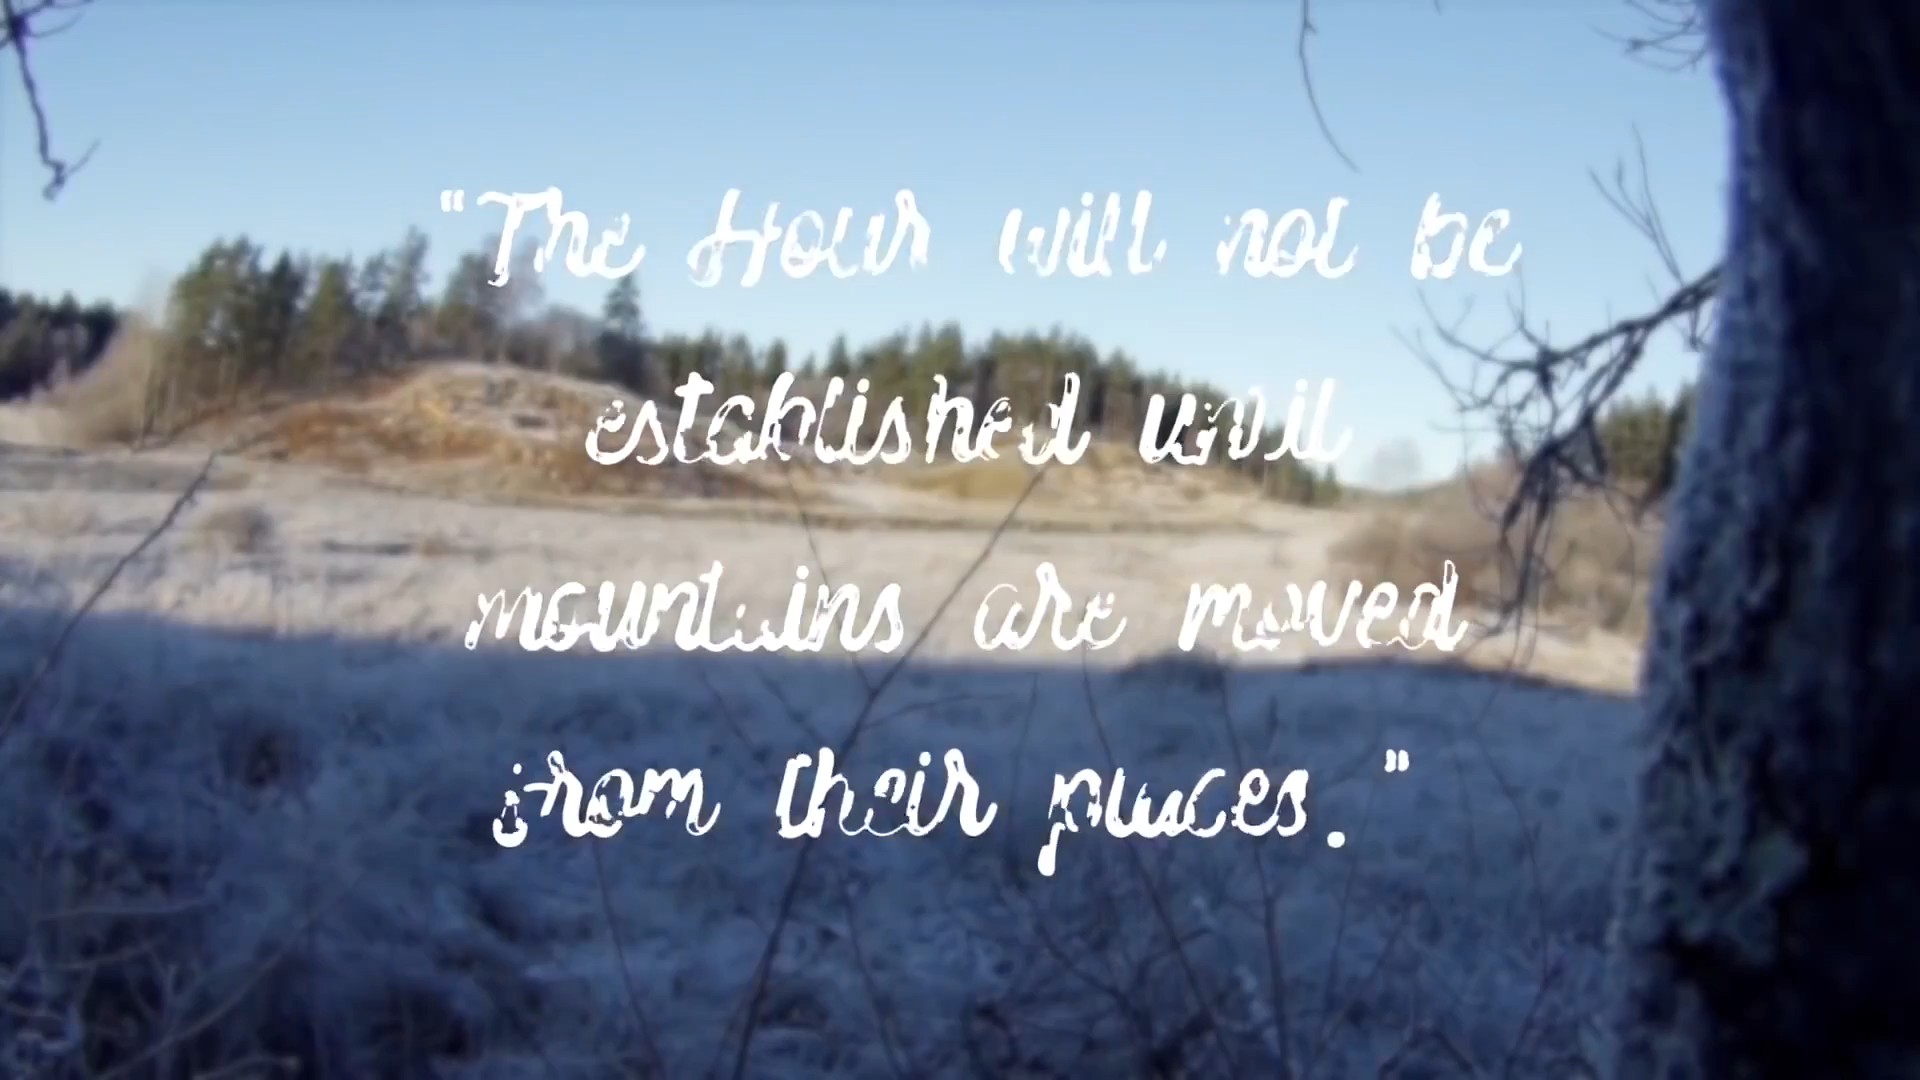 "The Hour will not be
established until
mountains are moved
from their places."